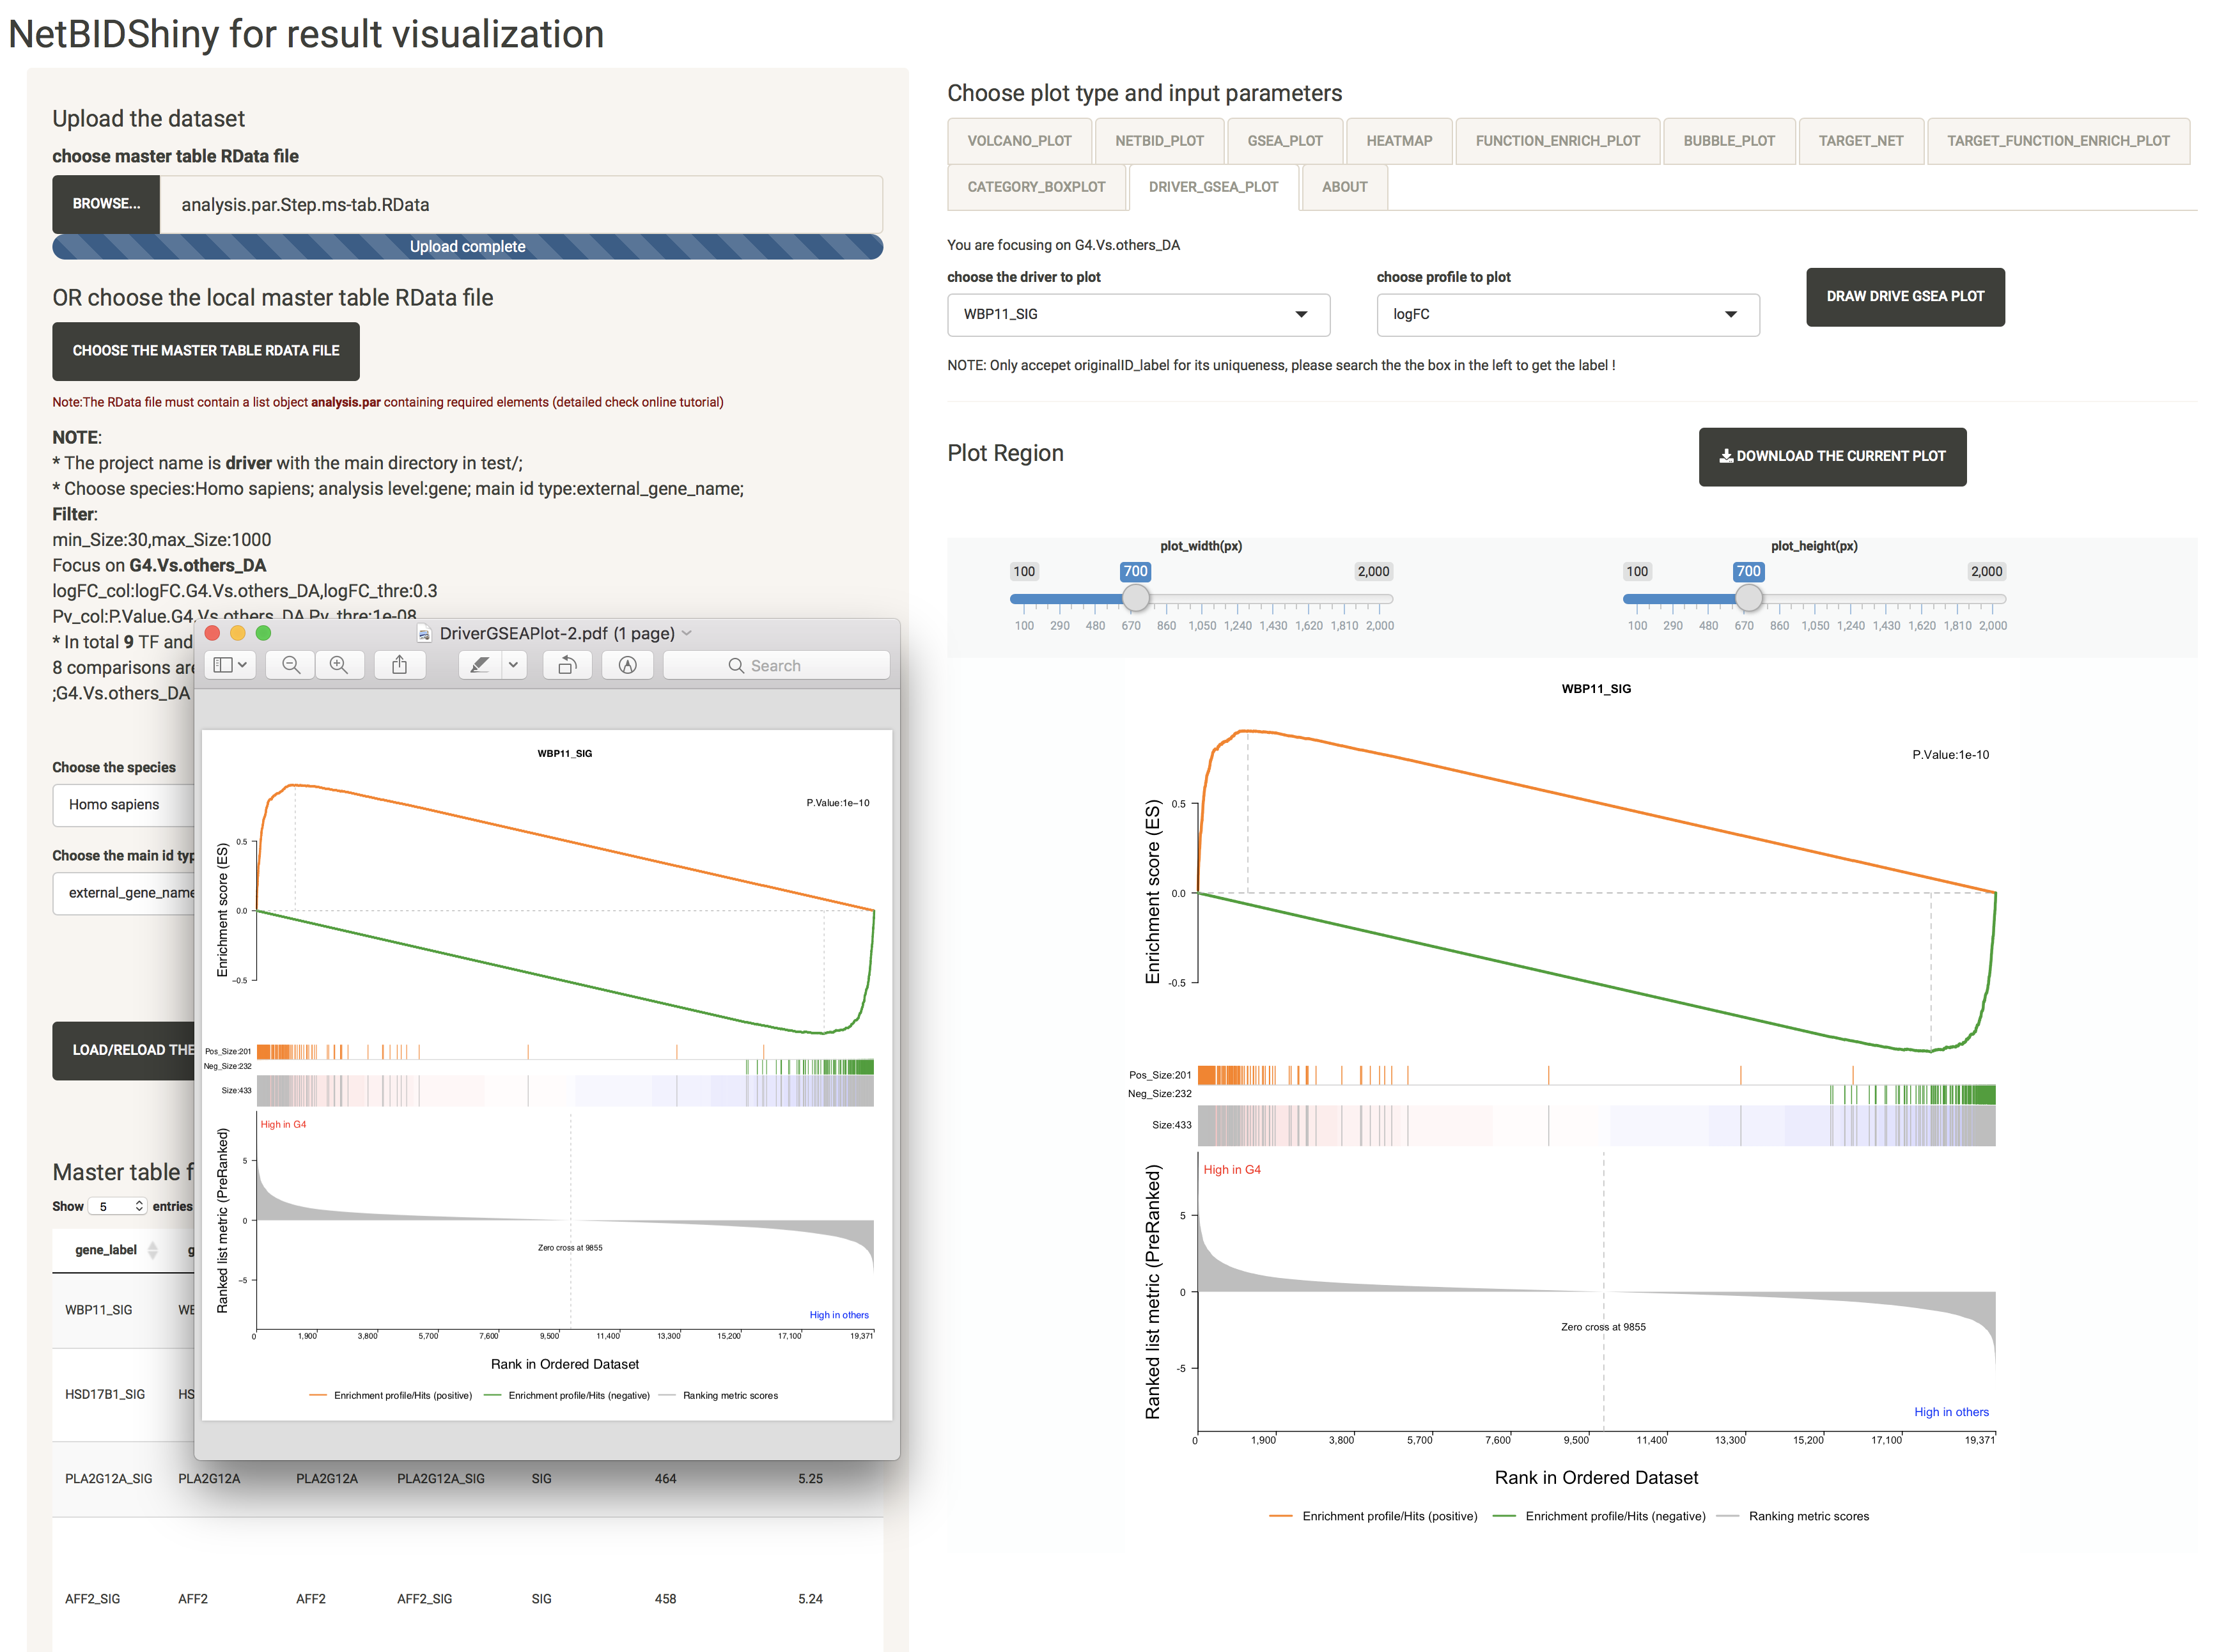 NetBIDShiny for result visualization
Upload the dataset
choose master table RData file
BROWSE...
analysis.par.Step.ms-tab.RData
Upload complete
OR choose the local master table RData file
CHOOSE THE MASTER TABLE RDATA FILE
Note:The RData file must contain a list object analysis.par containing required elements (detailed check online tutorial)
NOTE:
* The project name is driver with the main directory in test/;
* Choose species:Homo sapiens; analysis level:gene; main id type:external_gene_name;
Filter:
min_Size:30,max_Size:1000
Focus on G4.Vs.others_DA
logFC_col:logFC.G4.Vs.others_DA,logFC_thre:0.3
Pv_col:P.Value.G4.Vs.others_DA,Pv_thre:1e-08
* In total 9 TF and
8 comparisons are
;G4.Vs.others_DA
Choose the species
Homo sapiens
Choose the main id typ
external_gene_name
LOAD/RELOAD THE
Master table f
Show 5 entries
gene_label g
WBP11_SIG WE
HSD17B1_SIG HS
PLA2G12A_SIG PLA2G12A PLA2G12A PLA2G12A_SIG SIG 464 5.25
AFF2_SIG AFF2 AFF2 AFF2_SIG SIG 458 5.24
DriverGSEAPlot-2.pdf (1 page)
Search
WBP11_SIG
P.Value:1e−10
Enrichment score (ES)
0.5
0.0
−0.5
Pos_Size:201
Neg_Size:232
Size:433
High in G4
Ranked list metric (PreRanked)
5
0
−5
Zero cross at 9855
High in others
0 1,900 3,800 5,700 7,600 9,500 11,400 13,300 15,200 17,100 19,371
Rank in Ordered Dataset
Enrichment profile/Hits (positive) Enrichment profile/Hits (negative) Ranking metric scores
Choose plot type and input parameters
VOLCANO_PLOT NETBID_PLOT GSEA_PLOT HEATMAP FUNCTION_ENRICH_PLOT BUBBLE_PLOT TARGET_NET TARGET_FUNCTION_ENRICH_PLOT
CATEGORY_BOXPLOT DRIVER_GSEA_PLOT ABOUT
You are focusing on G4.Vs.others_DA
choose the driver to plot
WBP11_SIG
choose profile to plot
logFC
DRAW DRIVE GSEA PLOT
NOTE: Only accepet originalID_label for its uniqueness, please search the the box in the left to get the label !
Plot Region
DOWNLOAD THE CURRENT PLOT
plot_width(px)
100 700 2,000
100 290 480 670 860 1,050 1,240 1,430 1,620 1,810 2,000
plot_height(px)
100 700 2,000
100 290 480 670 860 1,050 1,240 1,430 1,620 1,810 2,000
WBP11_SIG
P.Value:1e-10
Enrichment score (ES)
0.5
0.0
-0.5
Pos_Size:201
Neg_Size:232
Size:433
High in G4
Ranked list metric (PreRanked)
5
0
-5
Zero cross at 9855
High in others
0 1,900 3,800 5,700 7,600 9,500 11,400 13,300 15,200 17,100 19,371
Rank in Ordered Dataset
Enrichment profile/Hits (positive) Enrichment profile/Hits (negative) Ranking metric scores